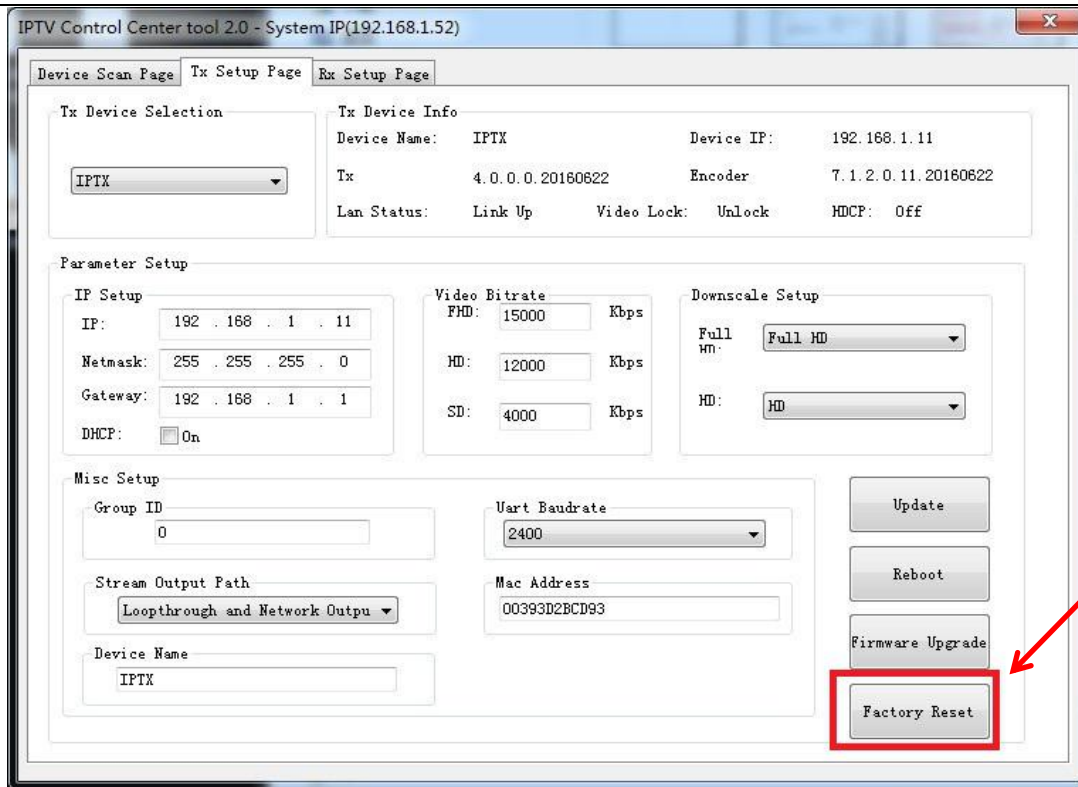 IPTV Control Center tool 2.0 - System IP(192.168.1.52)
Device Scan Page Tx Setup Page Rx Setup Page
Tx Device Selection
IPTX
Tx Device Info
Device Name: IPTX Device IP: 192.168.1.11
Tx 4.0.0.0.20160622 Encoder 7.1.2.0.11.20160622
Lan Status: Link Up Video Lock: Unlock HDCP: Off
Parameter Setup
IP Setup
IP: 192 . 168 . 1 . 11
Netmask: 255 . 255 . 255 . 0
Gateway: 192 . 168 . 1 . 1
DHCP: On
Video Bitrate
FHD: 15000 Kbps
HD: 12000 Kbps
SD: 4000 Kbps
Downscale Setup
Full
HD: Full HD
HD: HD
Misc Setup
Group ID
0
Uart Baudrate
2400
Stream Output Path
Loopthrough and Network Outpu
Mac Address
00393D2BCD93
Device Name
IPTX
Update
Reboot
Firmware Upgrade
Factory Reset